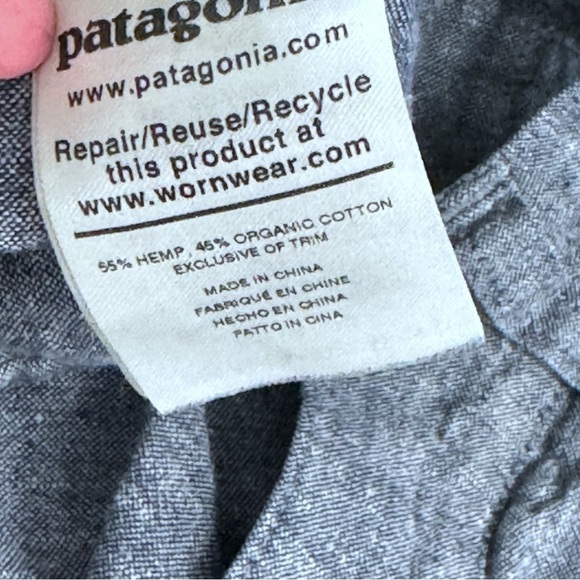 patagonia
www.patagonia.com
Repair/Reuse/Recycle
this product at
www.wornwear.com
55% HEMP, 45% ORGANIC COTTON
EXCLUSIVE OF TRIM
MADE IN CHINA
FABRIQUÉ EN CHINE
HECHO EN CHINA
FATTO IN CINA